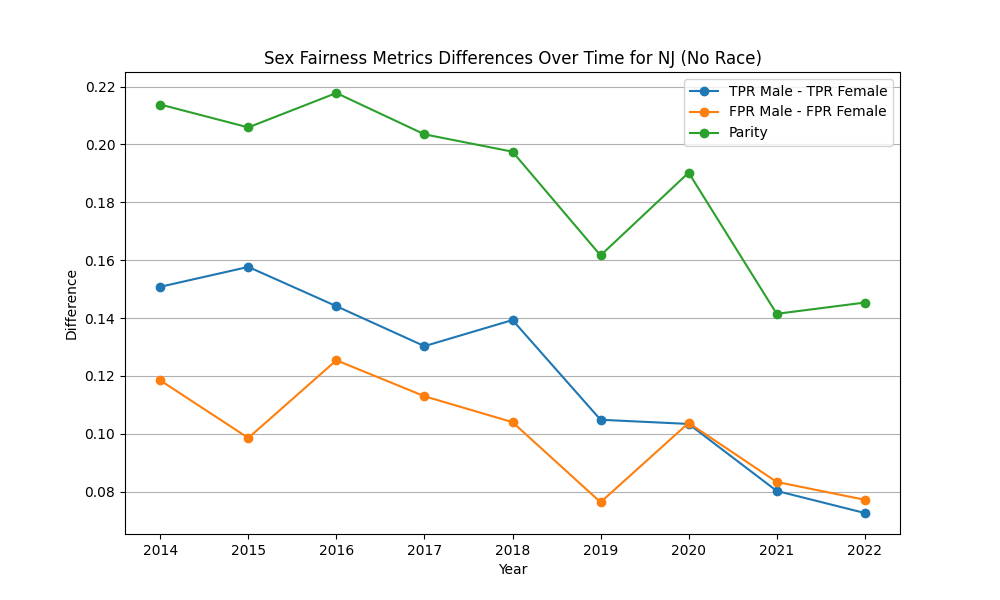 Sex Fairness Metrics Differences Over Time for NJ (No Race)
TPR Male - TPR Female
FPR Male - FPR Female
Parity
Difference
0.22
0.20
0.18
0.16
0.14
0.12
0.10
0.08
2014 2015 2016 2017 2018 2019 2020 2021 2022
Year